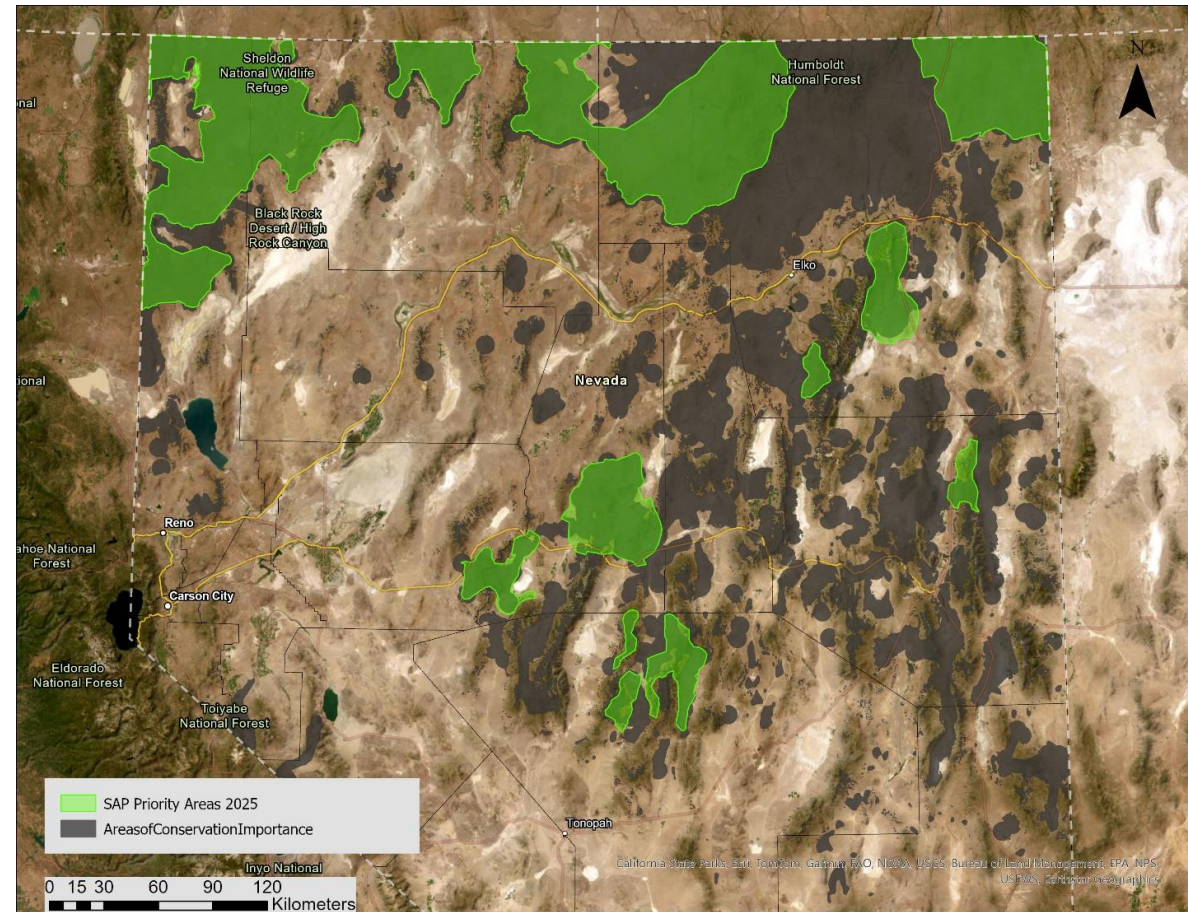 Sheldon
National Wildlife
Refuge
Humboldt
National Forest
N
onal
Black Rock
Desert / High
Rock Canyon
Elko
ional
Nevada
Reno
ahoe National
Forest
Carson City
Eldorado
National Forest
Toiyabe
National Forest
SAP Priority Areas 2025
AreasofConservationImportance
Tonopah
California State Parks, Esri, TomTom, Garmin, FAO, NOAA, USGS, Bureau of Land Management, EPA, NPS,
USFWS, Earthstar Geographics
Inyo National
0 15 30 60 90 120
Kilometers